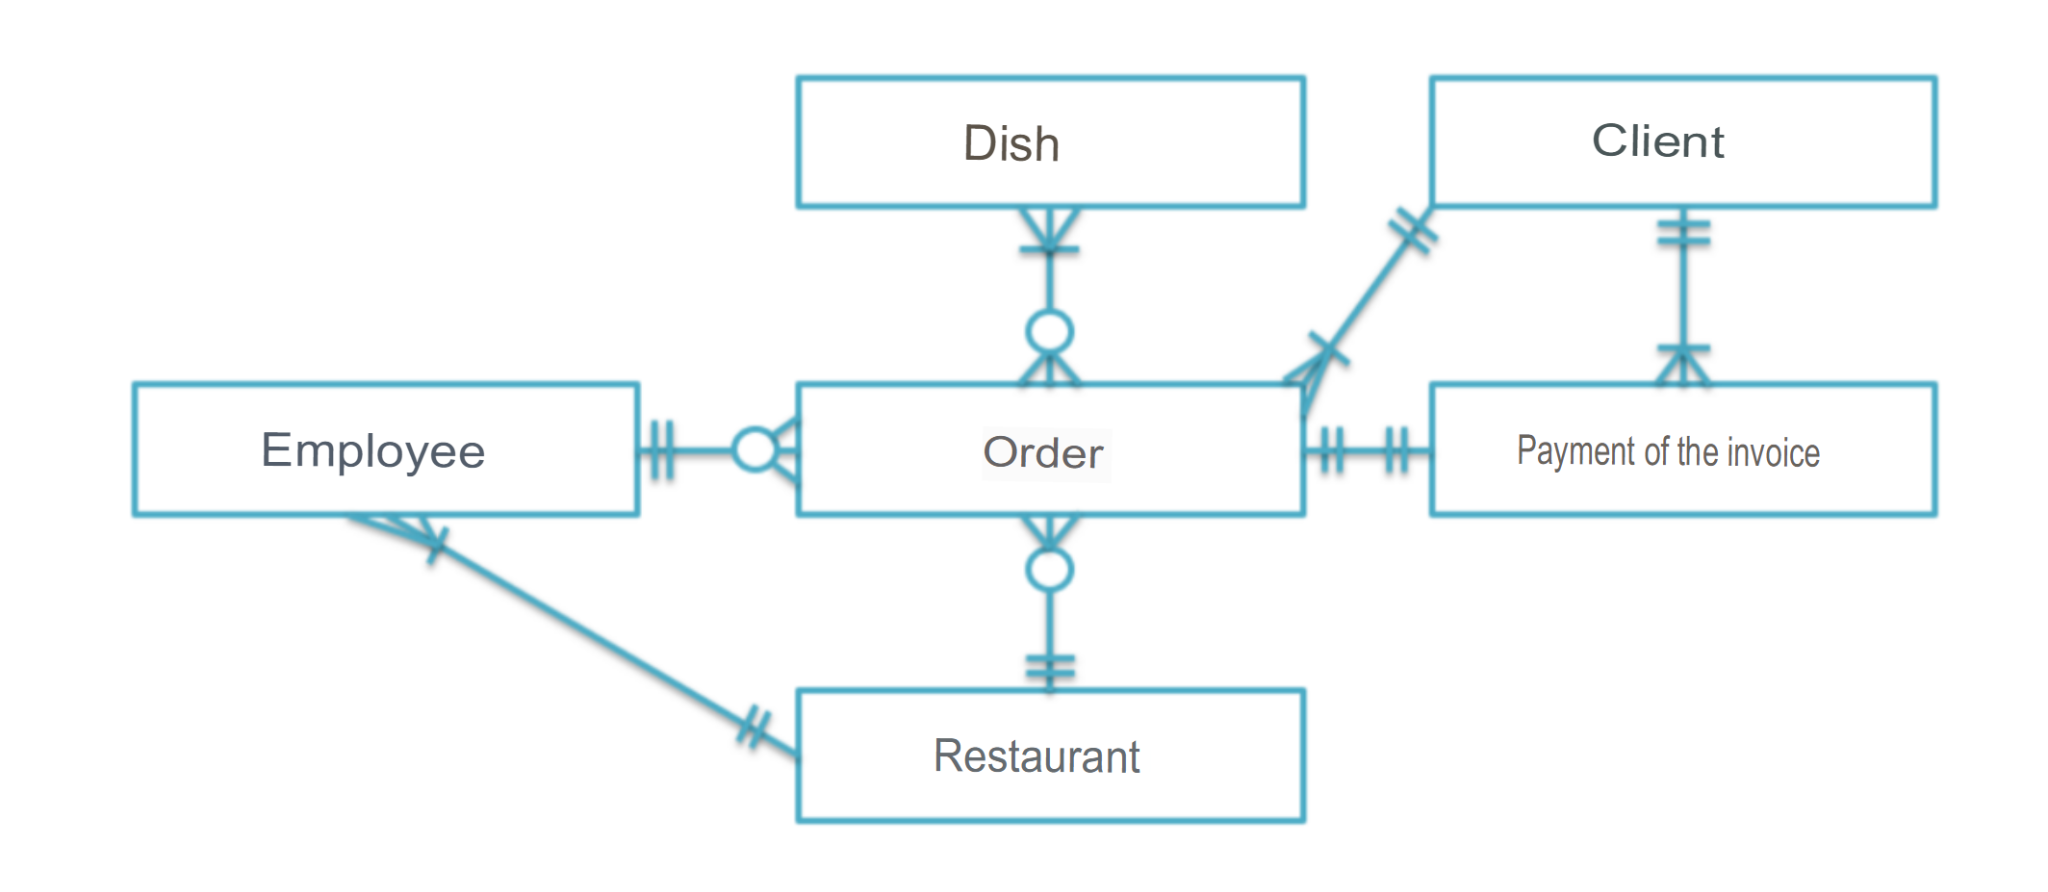 Dish
Client
Employee
Order
Payment of the invoice
Restaurant